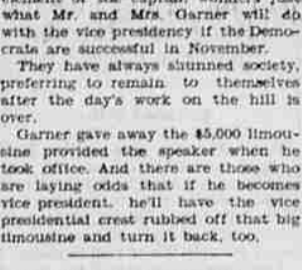 what Mr. and Mrs. Garner will do
with the vice presidency if the Demo-
crats are successful in November.
They have always shunned society,
preferring to remain to themselves
after the day's work on the hill is
over.
Garner gave away the $5,000 limou-
sine provided the speaker when he
took office. And there are those who
are laying odds that if he becomes
vice president, he'll have the vice
presidential crest rubbed off that big
limousine and turn it back, too.